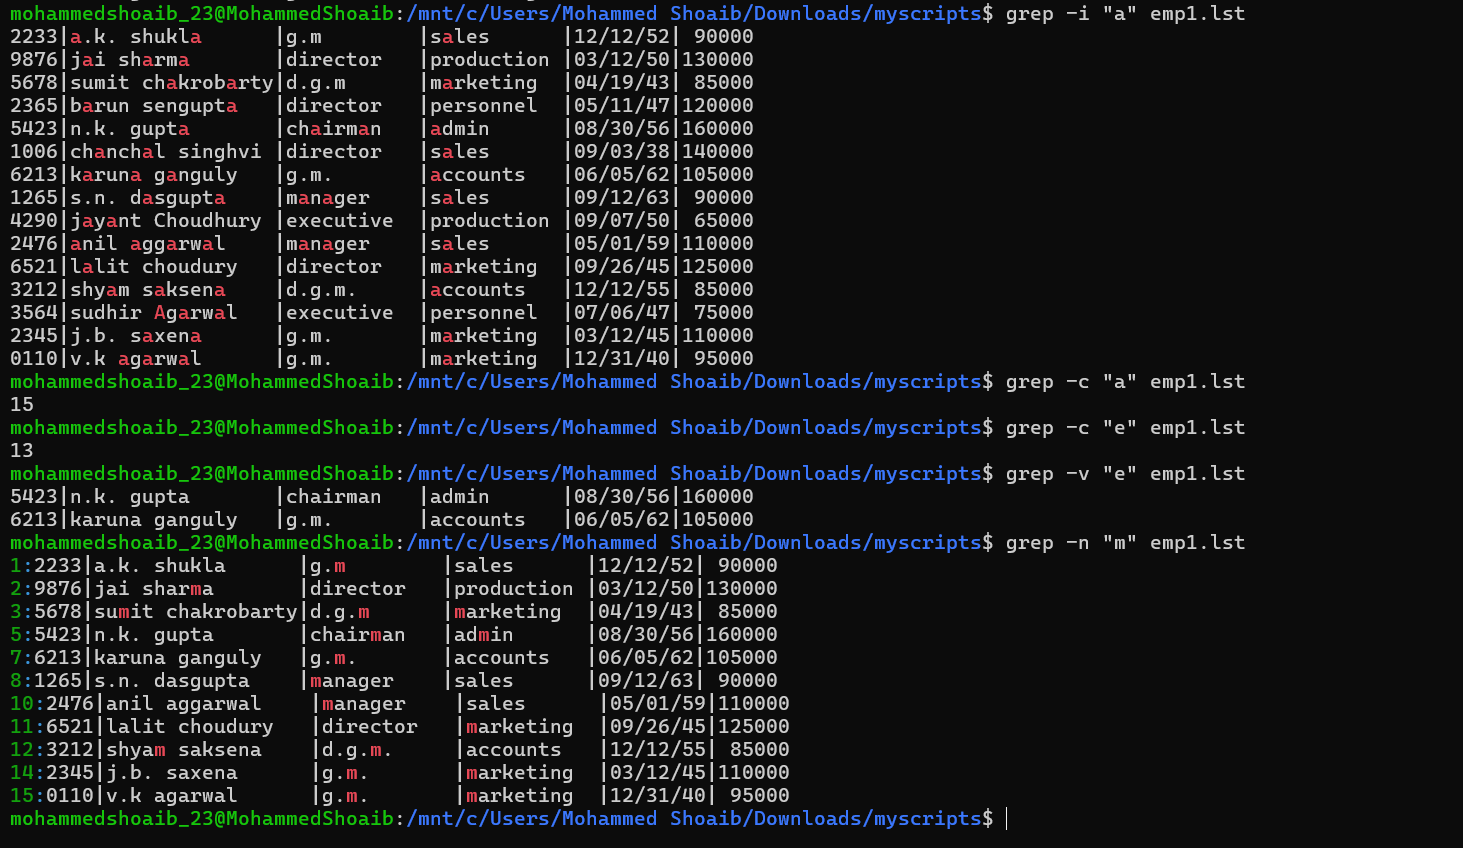 mohammedshoaib_23@MohammedShoaib:/mnt/c/Users/Mohammed Shoaib/Downloads/myscripts$ grep -i "a" emp1.lst
2233|a.k. shukla    |g.m        |sales      |12/12/52| 90000
9876|jai sharma       |director   |production |03/12/50|130000
5678|sumit chakrobarty|d.g.m      |marketing  |04/19/43| 85000
2365|barun sengupta   |director   |personnel  |05/11/47|120000
5423|n.k. gupta       |chairman   |admin      |08/30/56|160000
1006|chanchal singhvi |director   |sales      |09/03/38|140000
6213|karuna ganguly   |g.m.       |accounts   |06/05/62|105000
1265|s.n. dasgupta    |manager    |sales      |09/12/63| 90000
4290|jayant Choudhury |executive  |production |09/07/50| 65000
2476|anil aggarwal    |manager    |sales      |05/01/59|110000
6521|lalit choudury   |director   |marketing  |09/26/45|125000
3212|shyam saksena    |d.g.m.     |accounts   |12/12/55| 85000
3564|sudhir Agarwal   |executive  |personnel  |07/06/47| 75000
2345|j.b. saxena      |g.m.       |marketing  |03/12/45|110000
0110|v.k agarwal      |g.m.       |marketing  |12/31/40| 95000
mohammedshoaib_23@MohammedShoaib:/mnt/c/Users/Mohammed Shoaib/Downloads/myscripts$ grep -c "a" emp1.lst
15
mohammedshoaib_23@MohammedShoaib:/mnt/c/Users/Mohammed Shoaib/Downloads/myscripts$ grep -c "e" emp1.lst
13
mohammedshoaib_23@MohammedShoaib:/mnt/c/Users/Mohammed Shoaib/Downloads/myscripts$ grep -v "e" emp1.lst
5423|n.k. gupta       |chairman   |admin      |08/30/56|160000
6213|karuna ganguly   |g.m.       |accounts   |06/05/62|105000
mohammedshoaib_23@MohammedShoaib:/mnt/c/Users/Mohammed Shoaib/Downloads/myscripts$ grep -n "m" emp1.lst
1:2233|a.k. shukla      |g.m        |sales      |12/12/52| 90000
2:9876|jai sharma       |director   |production |03/12/50|130000
3:5678|sumit chakrobarty|d.g.m      |marketing  |04/19/43| 85000
5:5423|n.k. gupta       |chairman   |admin      |08/30/56|160000
7:6213|karuna ganguly   |g.m.       |accounts   |06/05/62|105000
8:1265|s.n. dasgupta    |manager    |sales      |09/12/63| 90000
10:2476|anil aggarwal    |manager    |sales      |05/01/59|110000
11:6521|lalit choudury   |director   |marketing  |09/26/45|125000
12:3212|shyam saksena    |d.g.m.     |accounts   |12/12/55| 85000
14:2345|j.b. saxena      |g.m.       |marketing  |03/12/45|110000
15:0110|v.k agarwal      |g.m.       |marketing  |12/31/40| 95000
mohammedshoaib_23@MohammedShoaib:/mnt/c/Users/Mohammed Shoaib/Downloads/myscripts$